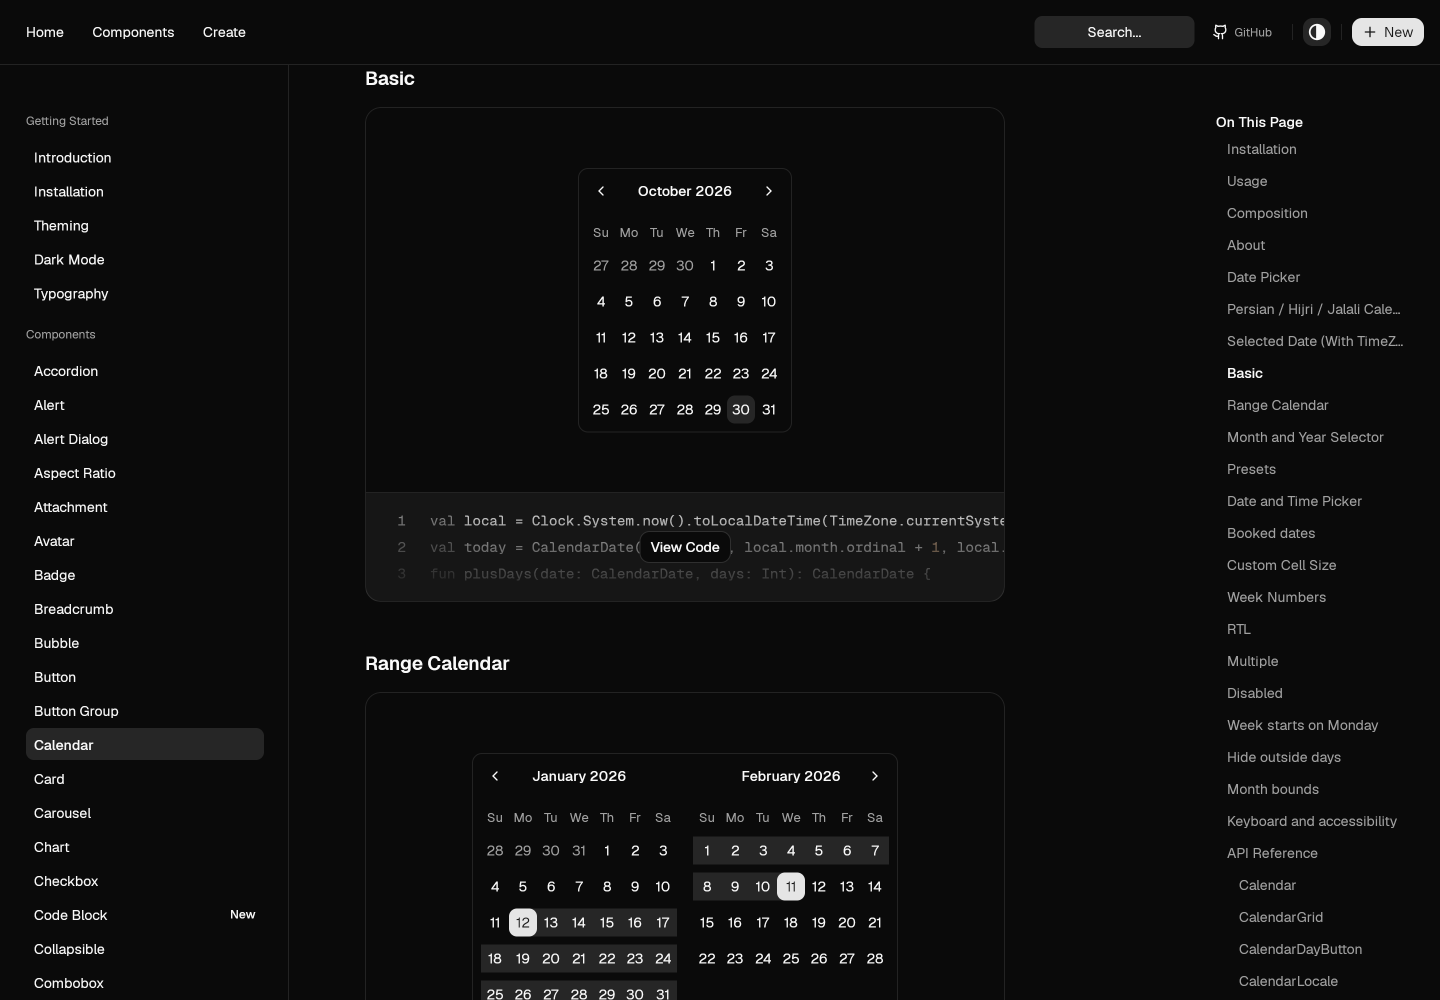 Home Components Create Search... GitHub New
Getting Started
Introduction
Installation
Theming
Dark Mode
Typography
Components
Accordion
Alert
Alert Dialog
Aspect Ratio
Attachment
Avatar
Badge
Breadcrumb
Bubble
Button
Button Group
Calendar
Card
Carousel
Chart
Checkbox
Code Block New
Collapsible
Combobox
Basic
October 2026
Su Mo Tu We Th Fr Sa
27 28 29 30 1 2 3
4 5 6 7 8 9 10
11 12 13 14 15 16 17
18 19 20 21 22 23 24
25 26 27 28 29 30 31
1 val local = Clock.System.now().toLocalDateTime(TimeZone.currentSyste
2 val today = CalendarDate( View Code , local.month.ordinal + 1, local.
3 fun plusDays(date: CalendarDate, days: Int): CalendarDate {
Range Calendar
January 2026
Su Mo Tu We Th Fr Sa
28 29 30 31 1 2 3
4 5 6 7 8 9 10
11 12 13 14 15 16 17
18 19 20 21 22 23 24
25 26 27 28 29 30 31
February 2026
Su Mo Tu We Th Fr Sa
1 2 3 4 5 6 7
8 9 10 11 12 13 14
15 16 17 18 19 20 21
22 23 24 25 26 27 28
On This Page
Installation
Usage
Composition
About
Date Picker
Persian / Hijri / Jalali Cale...
Selected Date (With TimeZ...
Basic
Range Calendar
Month and Year Selector
Presets
Date and Time Picker
Booked dates
Custom Cell Size
Week Numbers
RTL
Multiple
Disabled
Week starts on Monday
Hide outside days
Month bounds
Keyboard and accessibility
API Reference
Calendar
CalendarGrid
CalendarDayButton
CalendarLocale